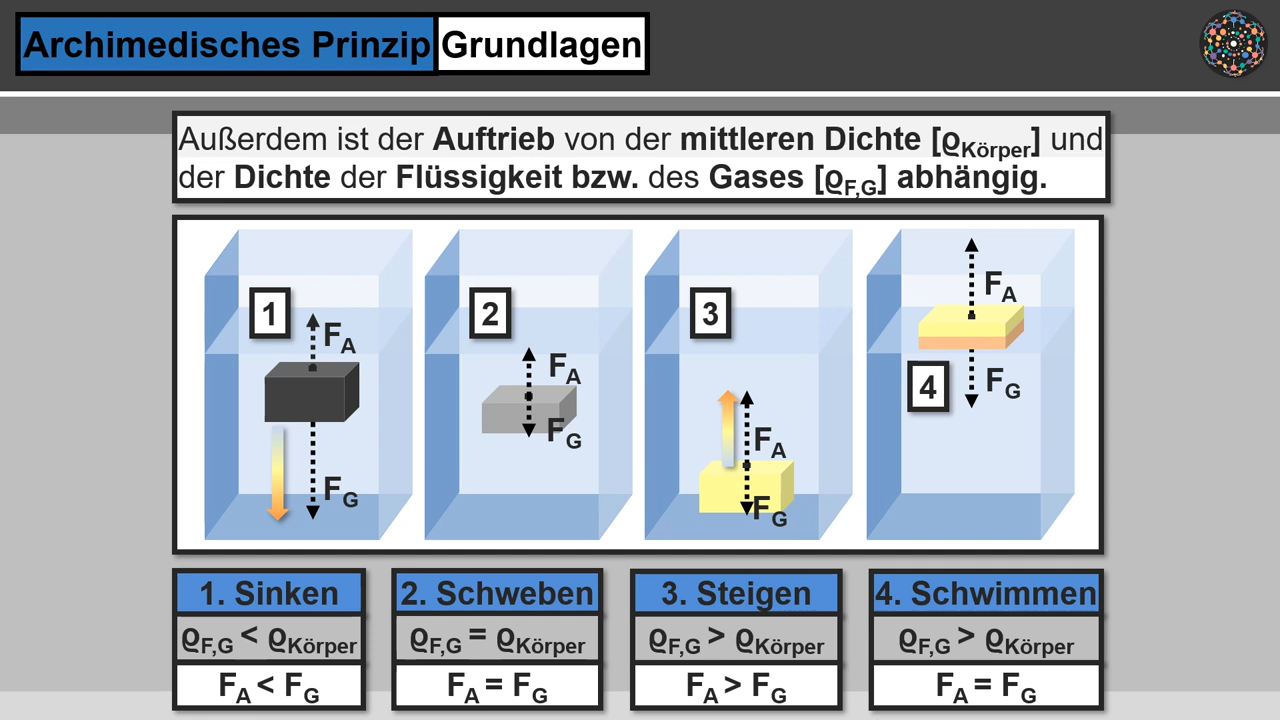 Archimedisches Prinzip Grundlagen
Außerdem ist der Auftrieb von der mittleren Dichte [ϱKörper] und
der Dichte der Flüssigkeit bzw. des Gases [ϱF,G] abhängig.
1
FA
FG
2
FA
FG
3
FA
FG
4
FA
FG
1. Sinken
ϱF,G < ϱKörper
FA < FG
2. Schweben
ϱF,G = ϱKörper
FA = FG
3. Steigen
ϱF,G > ϱKörper
FA > FG
4. Schwimmen
ϱF,G > ϱKörper
FA = FG